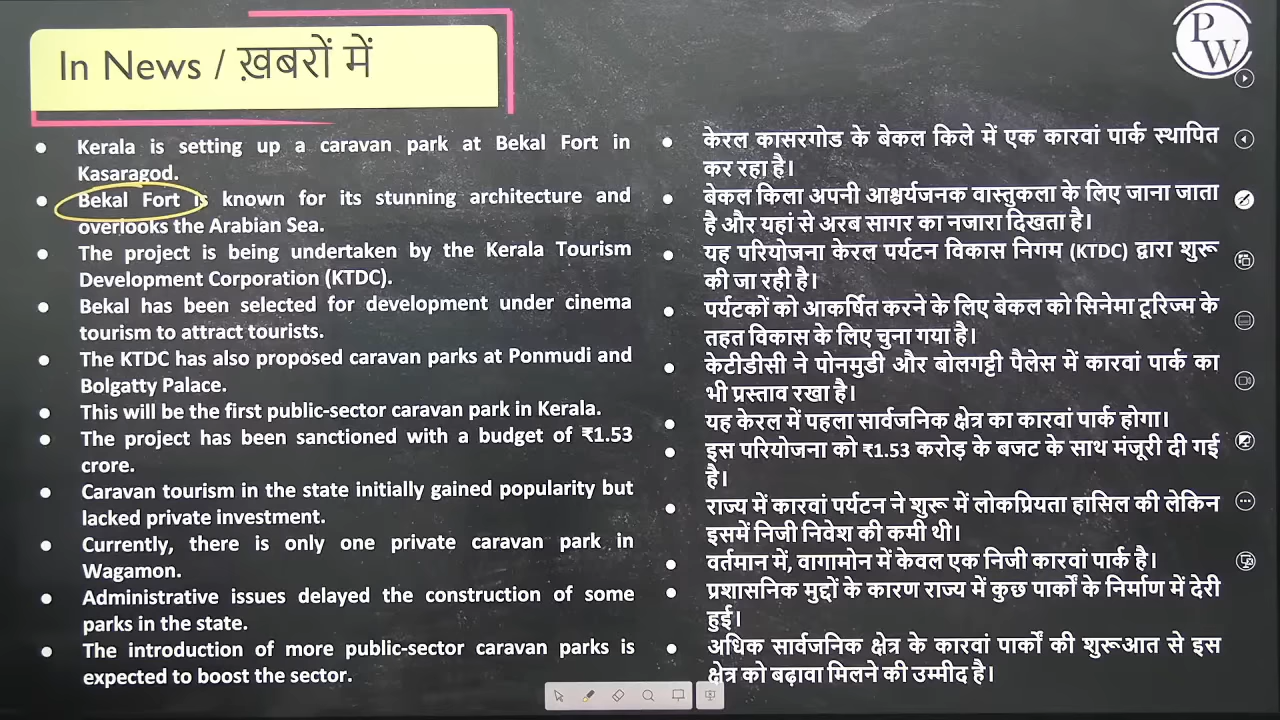 In News / ख़बरों में
PW
• Kerala is setting up a caravan park at Bekal Fort in
Kasaragod.
• Bekal Fort is known for its stunning architecture and
overlooks the Arabian Sea.
• The project is being undertaken by the Kerala Tourism
Development Corporation (KTDC).
• Bekal has been selected for development under cinema
tourism to attract tourists.
• The KTDC has also proposed caravan parks at Ponmudi and
Bolgatty Palace.
• This will be the first public-sector caravan park in Kerala.
• The project has been sanctioned with a budget of ₹1.53
crore.
• Caravan tourism in the state initially gained popularity but
lacked private investment.
• Currently, there is only one private caravan park in
Wagamon.
• Administrative issues delayed the construction of some
parks in the state.
• The introduction of more public-sector caravan parks is
expected to boost the sector.
• केरल कासरगोड के बेकल किले में एक कारवां पार्क स्थापित
कर रहा है।
• बेकल किला अपनी आश्चर्यजनक वास्तुकला के लिए जाना जाता
है और यहां से अरब सागर का नजारा दिखता है।
• यह परियोजना केरल पर्यटन विकास निगम (KTDC) द्वारा शुरू
की जा रही है।
• पर्यटकों को आकर्षित करने के लिए बेकल को सिनेमा टूरिज्म के
तहत विकास के लिए चुना गया है।
• केटीडीसी ने पोनमुडी और बोलगट्टी पैलेस में कारवां पार्क का
भी प्रस्ताव रखा है।
• यह केरल में पहला सार्वजनिक क्षेत्र का कारवां पार्क होगा।
• इस परियोजना को ₹1.53 करोड़ के बजट के साथ मंजूरी दी गई
है।
• राज्य में कारवां पर्यटन ने शुरू में लोकप्रियता हासिल की लेकिन
इसमें निजी निवेश की कमी थी।
• वर्तमान में, वागामोन में केवल एक निजी कारवां पार्क है।
• प्रशासनिक मुद्दों के कारण राज्य में कुछ पार्कों के निर्माण में देरी
हुई।
• अधिक सार्वजनिक क्षेत्र के कारवां पार्कों की शुरूआत से इस
क्षेत्र को बढ़ावा मिलने की उम्मीद है।